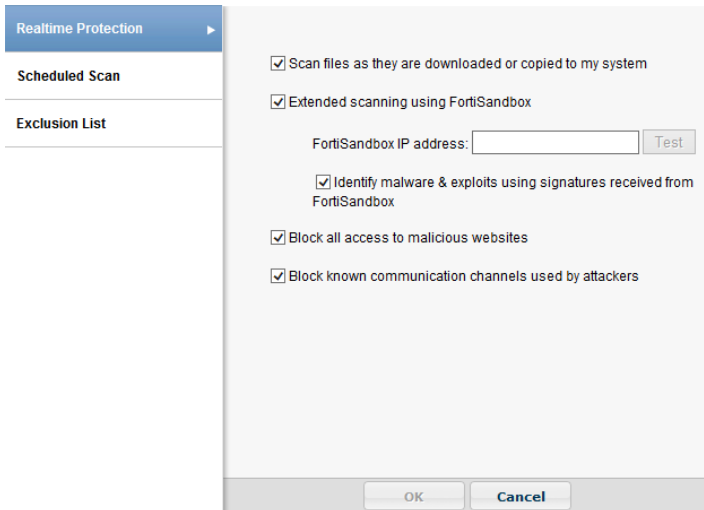 Realtime Protection
Scheduled Scan
Exclusion List
Scan files as they are downloaded or copied to my system
Extended scanning using FortiSandbox
FortiSandbox IP address:
Test
Identify malware & exploits using signatures received from
FortiSandbox
Block all access to malicious websites
Block known communication channels used by attackers
OK
Cancel